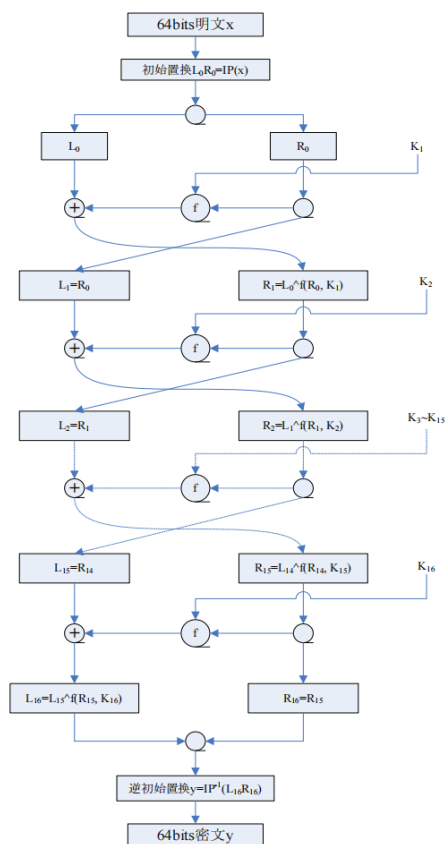 64bits明文x
初始置换L₀R₀=IP(x)
L₀
R₀
K₁
+
f
L₁=R₀
R₁=L₀^f(R₀, K₁)
K₂
+
f
L₂=R₁
R₂=L₁^f(R₁, K₂)
K₃~K₁₅
+
f
L₁₅=R₁₄
R₁₅=L₁₄^f(R₁₄, K₁₅)
K₁₆
+
f
L₁₆=L₁₅^f(R₁₅, K₁₆)
R₁₆=R₁₅
逆初始置换y=IP⁻¹(L₁₆R₁₆)
64bits密文y